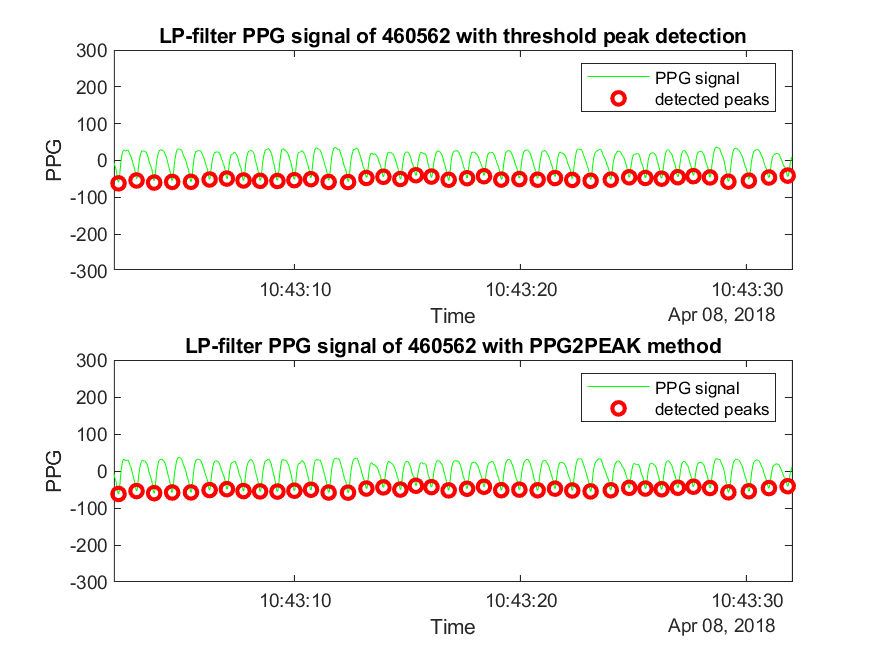 LP-filter PPG signal of 460562 with threshold peak detection
300
200
100
0
-100
-200
-300
PPG
PPG signal
detected peaks
10:43:10
10:43:20
10:43:30
Time
Apr 08, 2018
LP-filter PPG signal of 460562 with PPG2PEAK method
300
200
100
0
-100
-200
-300
PPG
PPG signal
detected peaks
10:43:10
10:43:20
10:43:30
Time
Apr 08, 2018